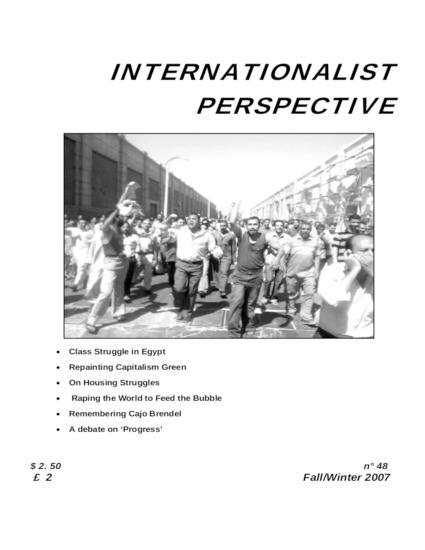 INTERNATIONALIST
PERSPECTIVE
• Class Struggle in Egypt
• Repainting Capitalism Green
• On Housing Struggles
• Raping the World to Feed the Bubble
• Remembering Cajo Brendel
• A debate on ‘Progress’
$ 2. 50
n° 48
£ 2
Fall/Winter 2007